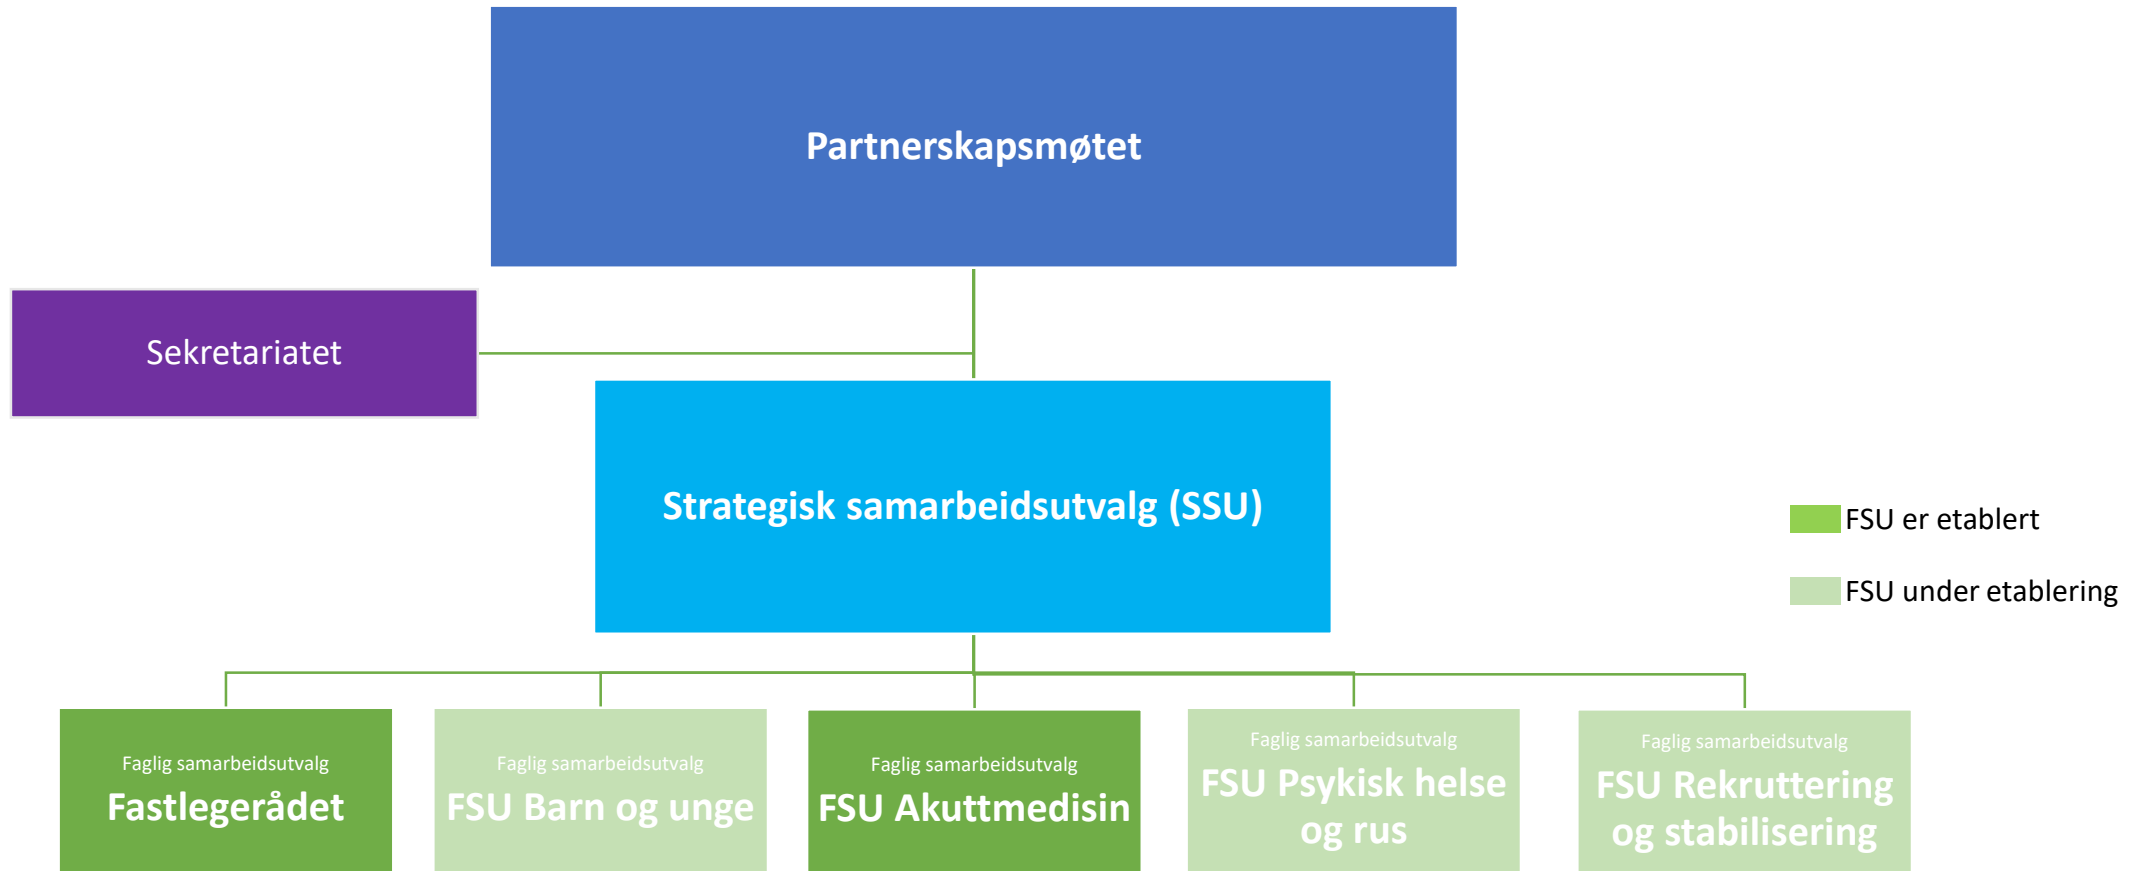 Partnerskapsmøtet
Sekretariatet
Strategisk samarbeidsutvalg (SSU)
FSU er etablert
FSU under etablering
Faglig samarbeidsutvalg
Fastlegerådet
Faglig samarbeidsutvalg
FSU Barn og unge
Faglig samarbeidsutvalg
FSU Akuttmedisin
Faglig samarbeidsutvalg
FSU Psykisk helse
og rus
Faglig samarbeidsutvalg
FSU Rekruttering
og stabilisering